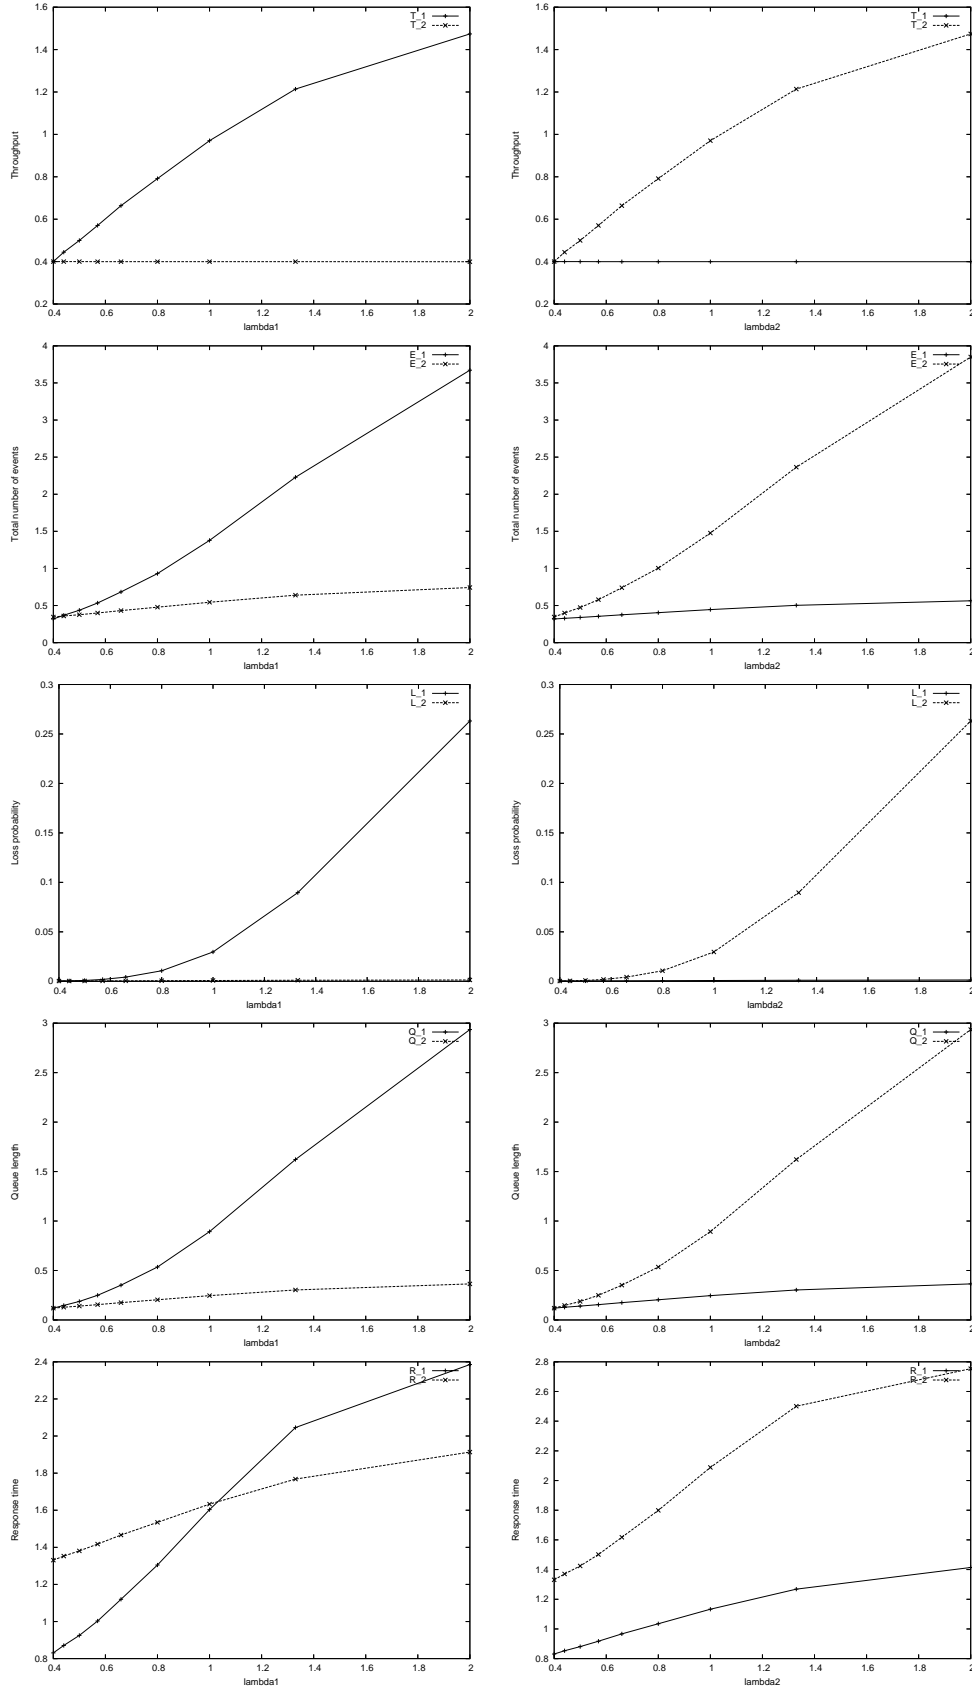 1.6
1.4
1.2
1
0.8
0.6
0.4
0.2
Throughput
T_1
T_2
0.4 0.6 0.8 1 1.2 1.4 1.6 1.8 2
lambda1
1.6
1.4
1.2
1
0.8
0.6
0.4
0.2
Throughput
T_1
T_2
0.4 0.6 0.8 1 1.2 1.4 1.6 1.8 2
lambda2
4
3.5
3
2.5
2
1.5
1
0.5
0
Total number of events
E_1
E_2
0.4 0.6 0.8 1 1.2 1.4 1.6 1.8 2
lambda1
4
3.5
3
2.5
2
1.5
1
0.5
0
Total number of events
E_1
E_2
0.4 0.6 0.8 1 1.2 1.4 1.6 1.8 2
lambda2
0.3
0.25
0.2
0.15
0.1
0.05
0
Loss probability
L_1
L_2
0.4 0.6 0.8 1 1.2 1.4 1.6 1.8 2
lambda1
0.3
0.25
0.2
0.15
0.1
0.05
0
Loss probability
L_1
L_2
0.4 0.6 0.8 1 1.2 1.4 1.6 1.8 2
lambda2
3
2.5
2
1.5
1
0.5
0
Queue length
Q_1
Q_2
0.4 0.6 0.8 1 1.2 1.4 1.6 1.8 2
lambda1
3
2.5
2
1.5
1
0.5
0
Queue length
Q_1
Q_2
0.4 0.6 0.8 1 1.2 1.4 1.6 1.8 2
lambda2
2.4
2.2
2
1.8
1.6
1.4
1.2
1
0.8
Response time
R_1
R_2
0.4 0.6 0.8 1 1.2 1.4 1.6 1.8 2
lambda1
2.8
2.6
2.4
2.2
2
1.8
1.6
1.4
1.2
1
0.8
Response time
R_1
R_2
0.4 0.6 0.8 1 1.2 1.4 1.6 1.8 2
lambda2